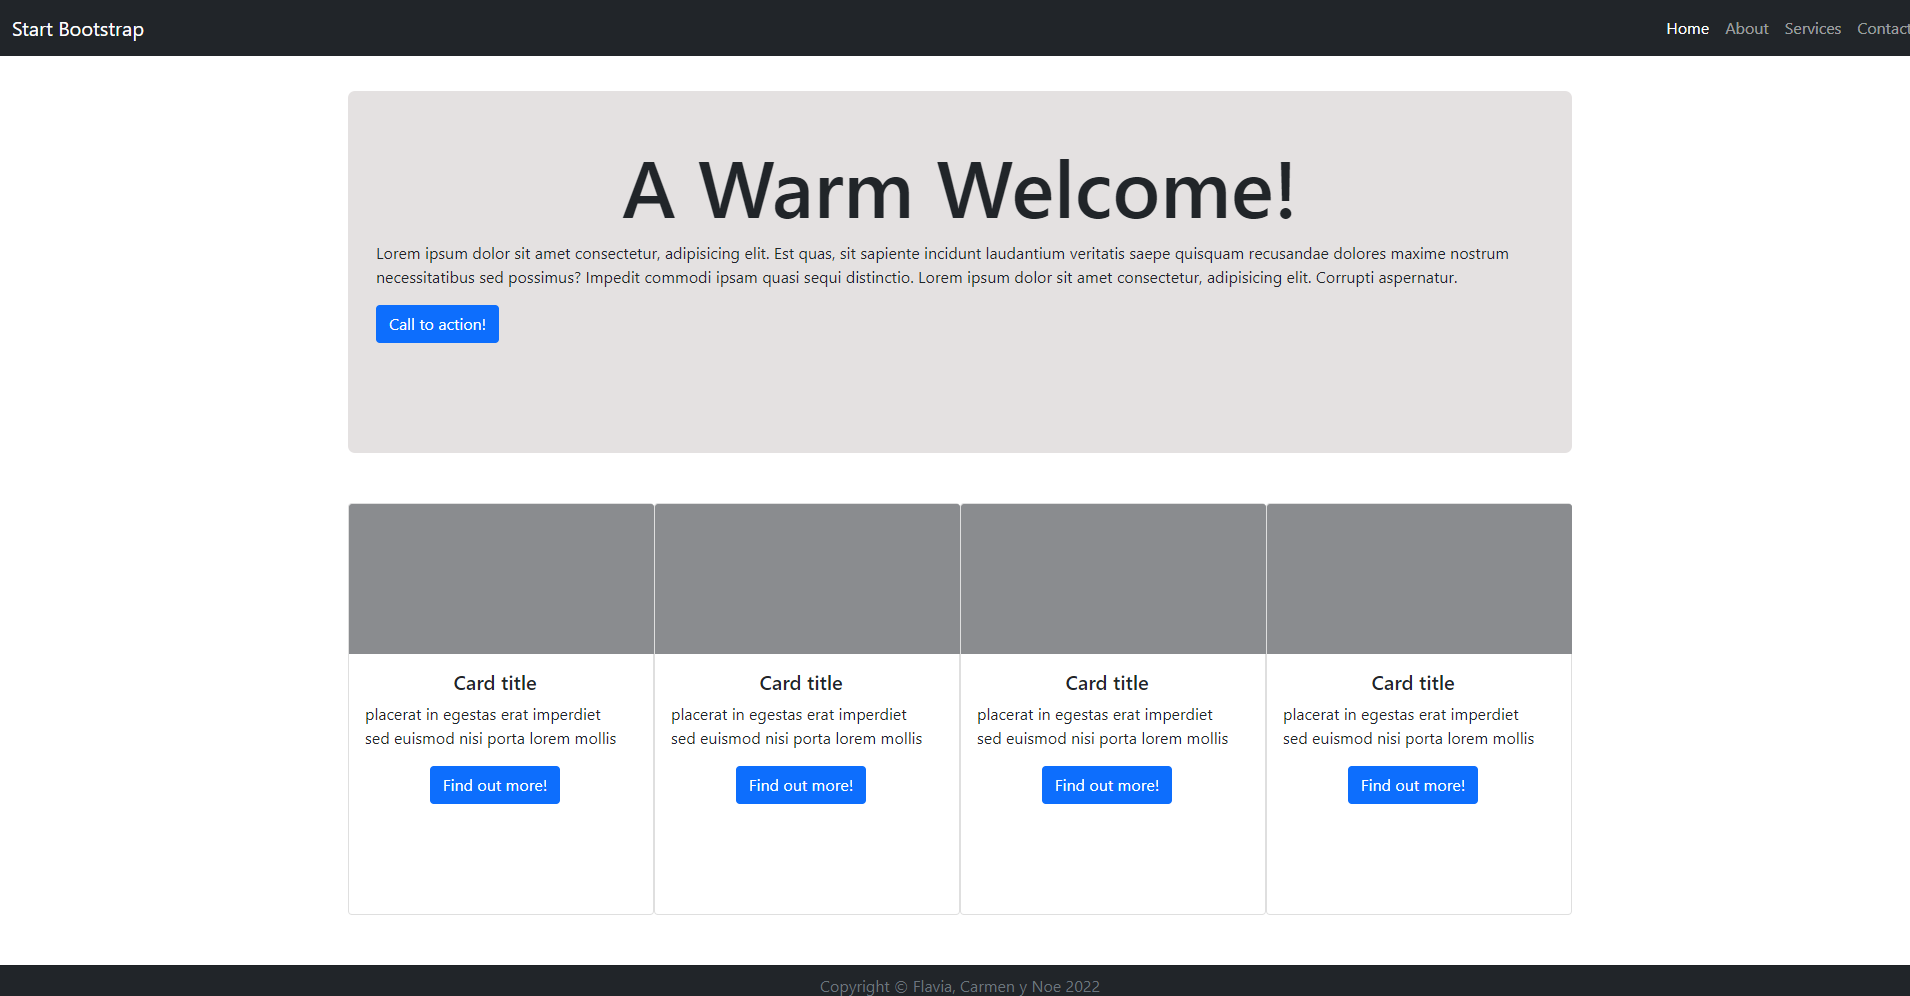 Start Bootstrap
Home About Services Contact
A Warm Welcome!
Lorem ipsum dolor sit amet consectetur, adipisicing elit. Est quas, sit sapiente incidunt laudantium veritatis saepe quisquam recusandae dolores maxime nostrum
necessitatibus sed possimus? Impedit commodi ipsam quasi sequi distinctio. Lorem ipsum dolor sit amet consectetur, adipisicing elit. Corrupti aspernatur.
Call to action!
Card title
placerat in egestas erat imperdiet
sed euismod nisi porta lorem mollis
Find out more!
Card title
placerat in egestas erat imperdiet
sed euismod nisi porta lorem mollis
Find out more!
Card title
placerat in egestas erat imperdiet
sed euismod nisi porta lorem mollis
Find out more!
Card title
placerat in egestas erat imperdiet
sed euismod nisi porta lorem mollis
Find out more!
Copyright © Flavia, Carmen y Noe 2022